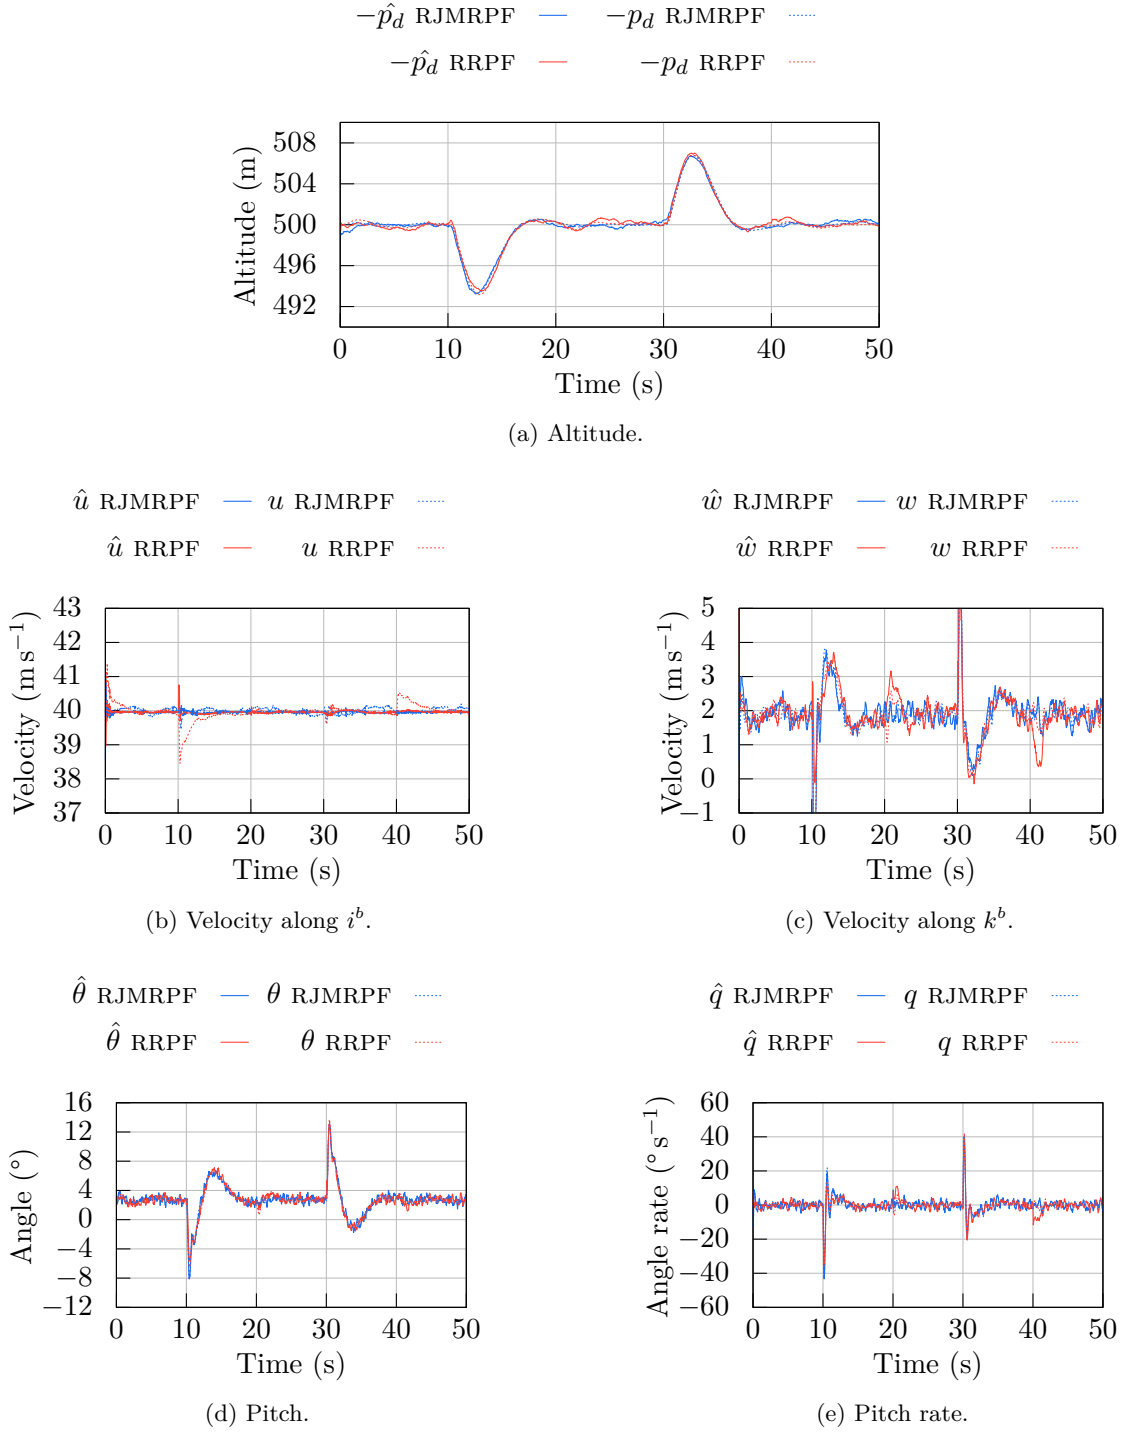 −p̂_d RJMRPF −p_d RJMRPF
−p̂_d RRPF −p_d RRPF
508
504
500
496
492
Altitude (m)
0 10 20 30 40 50
Time (s)
(a) Altitude.
û RJMRPF u RJMRPF
û RRPF u RRPF
43
42
41
40
39
38
37
Velocity (m s⁻¹)
0 10 20 30 40 50
Time (s)
(b) Velocity along i^b.
ŵ RJMRPF w RJMRPF
ŵ RRPF w RRPF
5
4
3
2
1
0
−1
Velocity (m s⁻¹)
0 10 20 30 40 50
Time (s)
(c) Velocity along k^b.
θ̂ RJMRPF θ RJMRPF
θ̂ RRPF θ RRPF
16
12
8
4
0
−4
−8
−12
Angle (°)
0 10 20 30 40 50
Time (s)
(d) Pitch.
q̂ RJMRPF q RJMRPF
q̂ RRPF q RRPF
60
40
20
0
−20
−40
−60
Angle rate (° s⁻¹)
0 10 20 30 40 50
Time (s)
(e) Pitch rate.